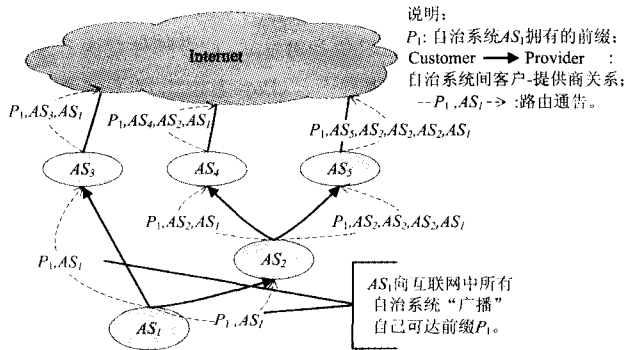 说明:
P₁: 自治系统AS₁拥有的前缀;
Customer → Provider :
自治系统间客户-提供商关系;
--P₁ ,AS₁-> :路由通告。
Internet
P₁,AS₃,AS₁
P₁,AS₄,AS₂,AS₁
P₁,AS₅,AS₂,AS₂,AS₂,AS₁
AS₃
AS₄
AS₅
P₁,AS₂,AS₁
P₁,AS₂,AS₂,AS₂,AS₁
P₁,AS₁
AS₂
P₁,AS₁
AS₁
AS₁向互联网中所有
自治系统“广播”
自己可达前缀P₁。